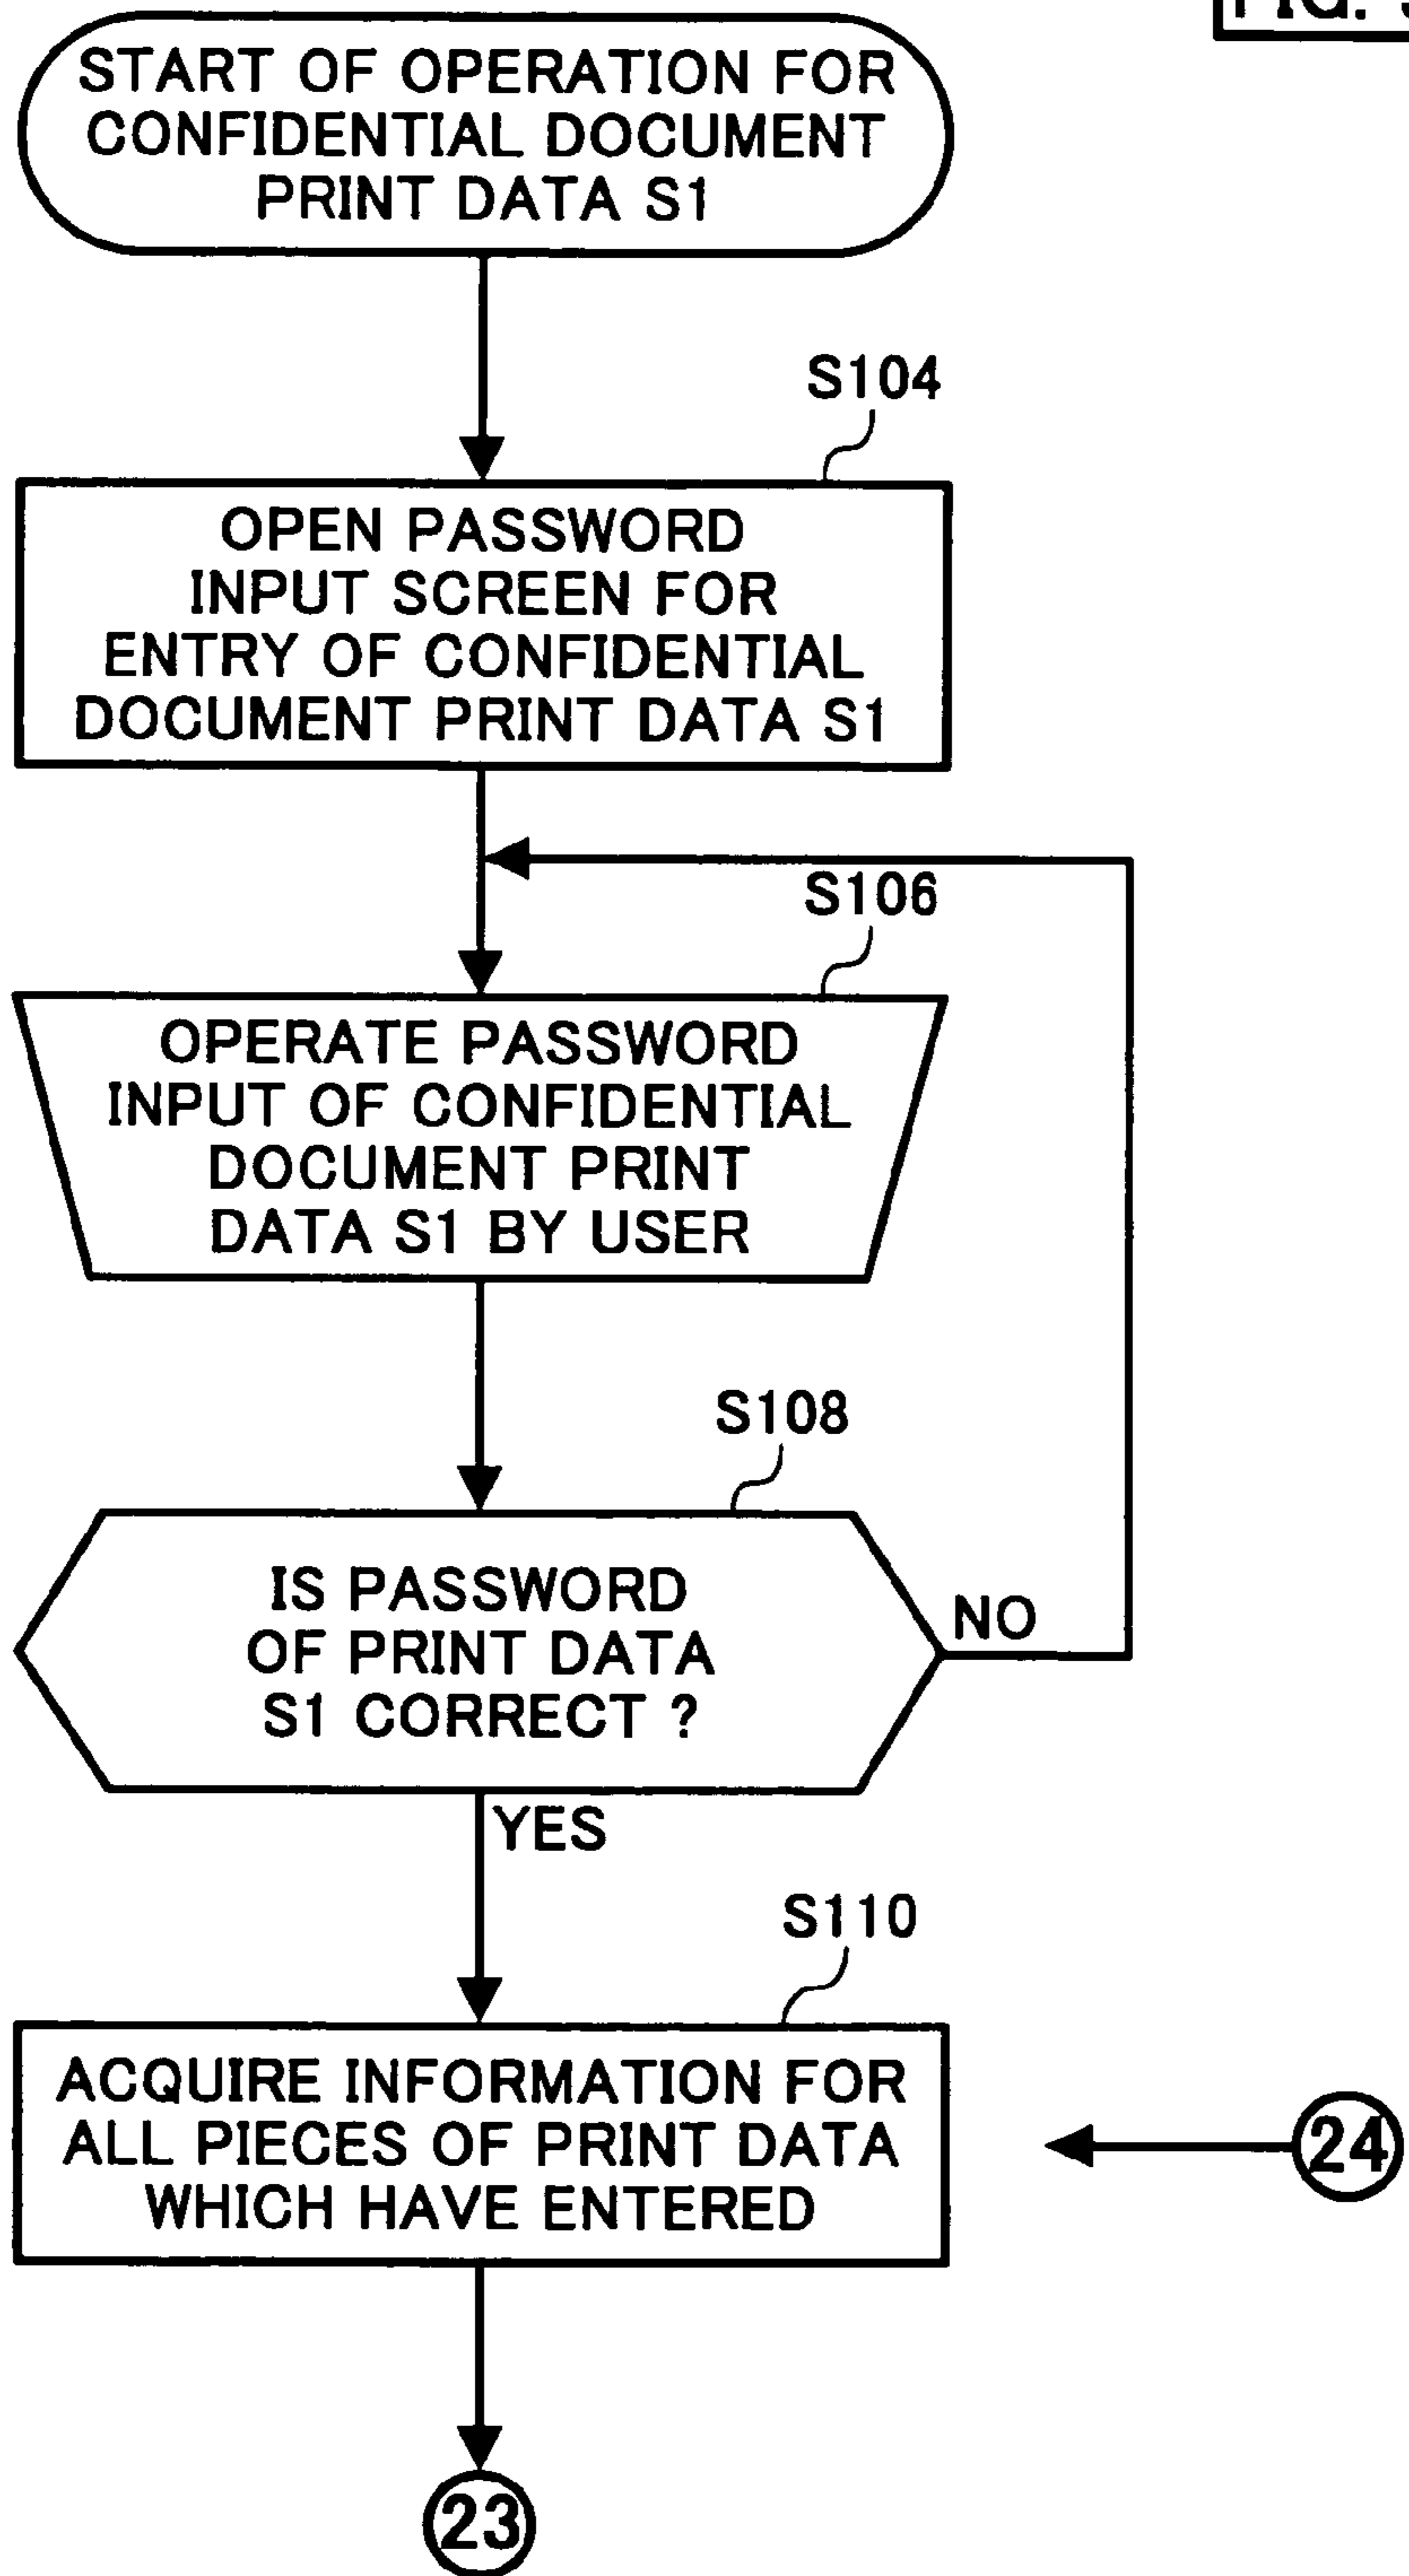 FIG.
START OF OPERATION FOR
CONFIDENTIAL DOCUMENT
PRINT DATA S1
S104
OPEN PASSWORD
INPUT SCREEN FOR
ENTRY OF CONFIDENTIAL
DOCUMENT PRINT DATA S1
S106
OPERATE PASSWORD
INPUT OF CONFIDENTIAL
DOCUMENT PRINT
DATA S1 BY USER
S108
IS PASSWORD
OF PRINT DATA
S1 CORRECT ?
NO
YES
S110
ACQUIRE INFORMATION FOR
ALL PIECES OF PRINT DATA
WHICH HAVE ENTERED
24
23